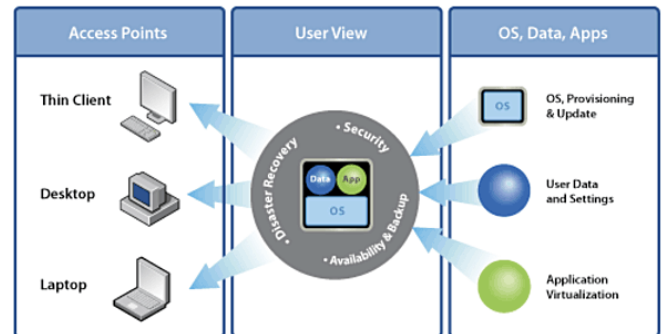 Access Points
User View
OS, Data, Apps
Thin Client
Desktop
Laptop
• Security
• Disaster Recovery
• Availability & Backup
Data
App
OS
OS
OS, Provisioning
& Update
User Data
and Settings
Application
Virtualization